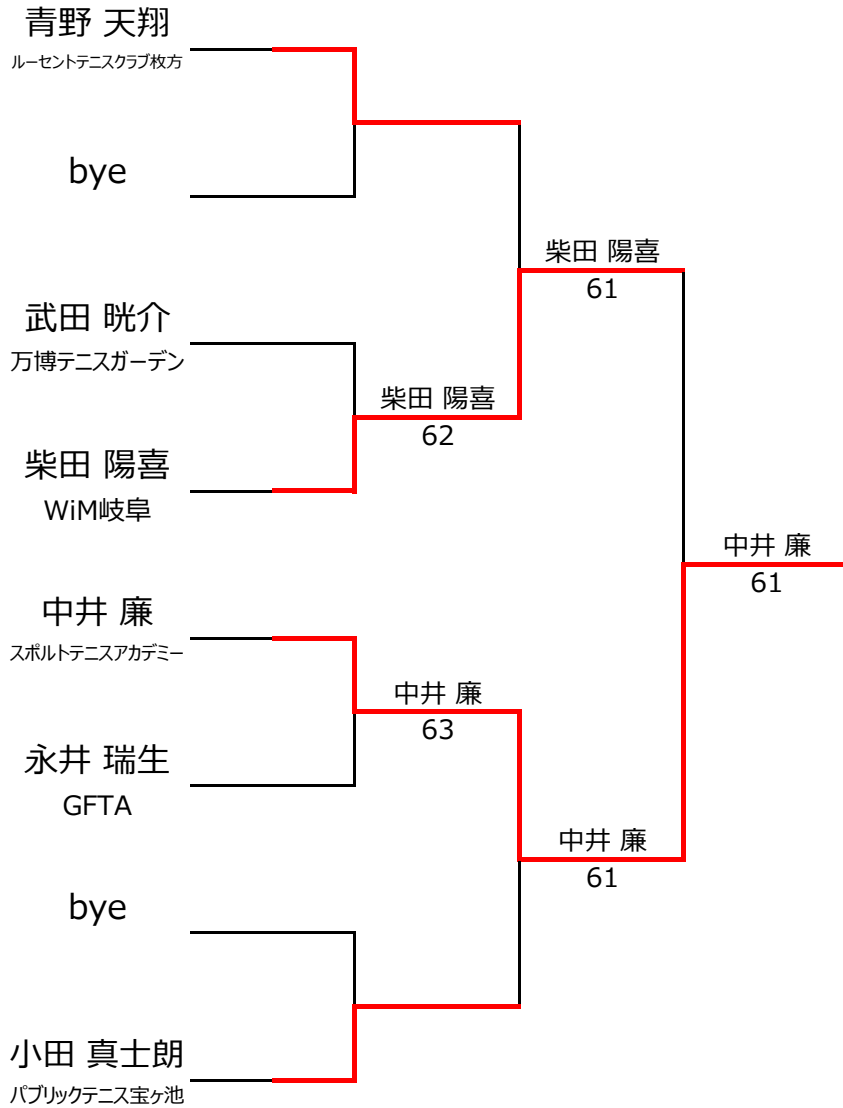 青野 天翔
ルーセントテニスクラブ枚方
bye
柴田 陽喜
61
武田 晄介
万博テニスガーデン
柴田 陽喜
62
柴田 陽喜
WiM岐阜
中井 廉
61
中井 廉
スポルトテニスアカデミー
中井 廉
63
永井 瑞生
GFTA
中井 廉
61
bye
小田 真士朗
パブリックテニス宝ヶ池